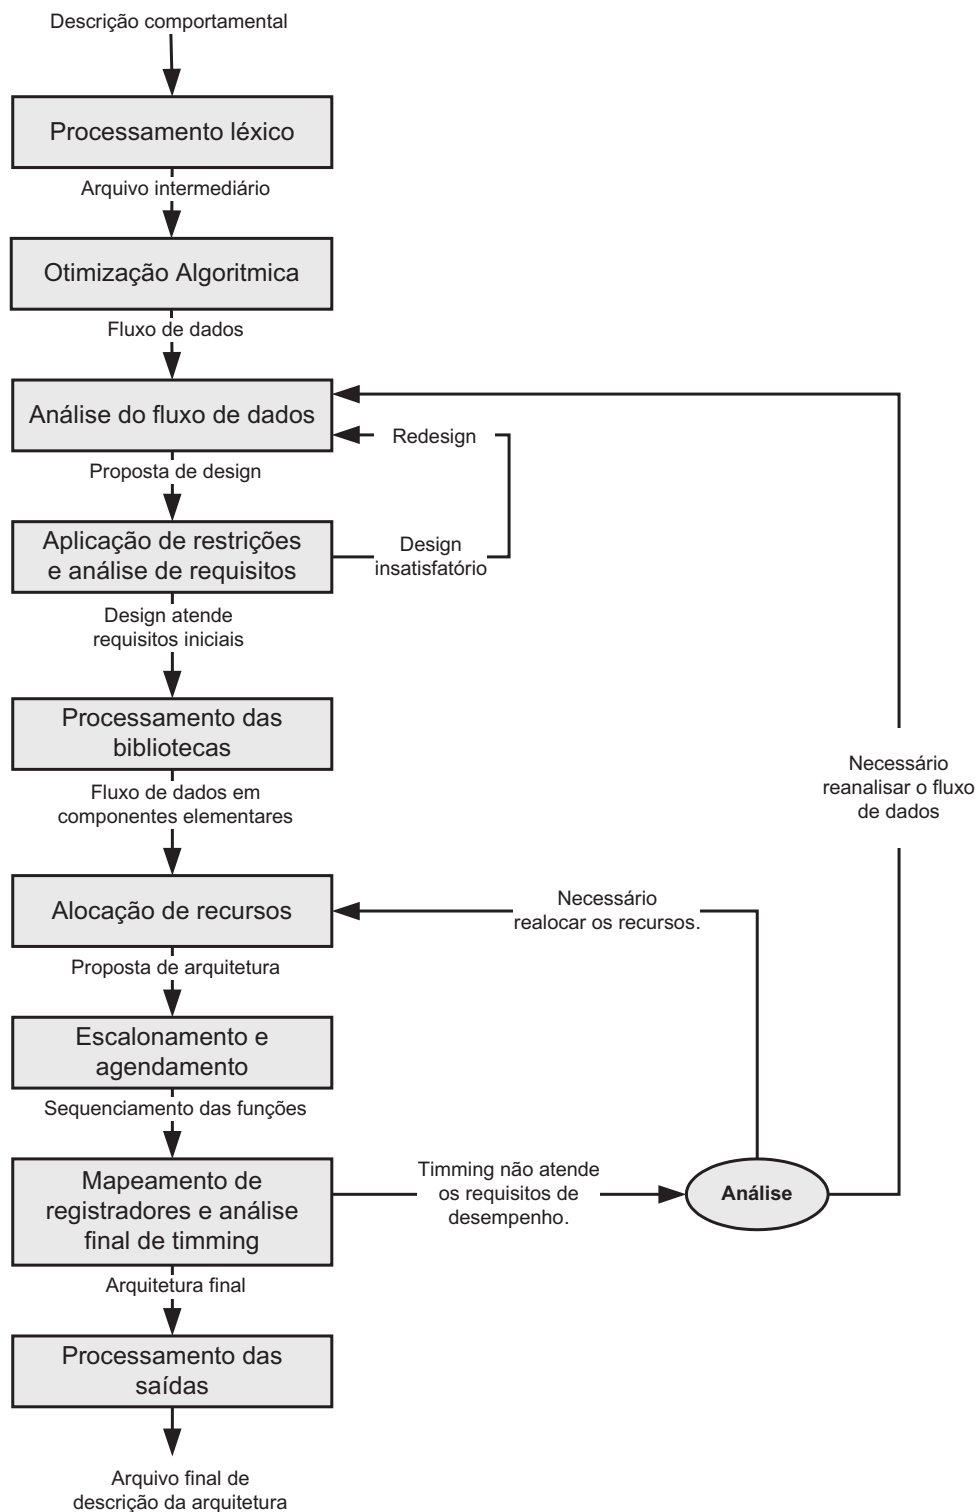 Descrição comportamental
Processamento léxico
Arquivo intermediário
Otimização Algoritmica
Fluxo de dados
Análise do fluxo de dados
Redesign
Proposta de design
Aplicação de restrições
e análise de requisitos
Design
insatisfatório
Design atende
requisitos iniciais
Processamento das
bibliotecas
Necessário
reanalisar o fluxo
de dados
Fluxo de dados em
componentes elementares
Alocação de recursos
Necessário
realocar os recursos.
Proposta de arquitetura
Escalonamento e
agendamento
Sequenciamento das funções
Mapeamento de
registradores e análise
final de timming
Timming não atende
os requisitos de
desempenho.
Análise
Arquitetura final
Processamento das
saídas
Arquivo final de
descrição da arquitetura